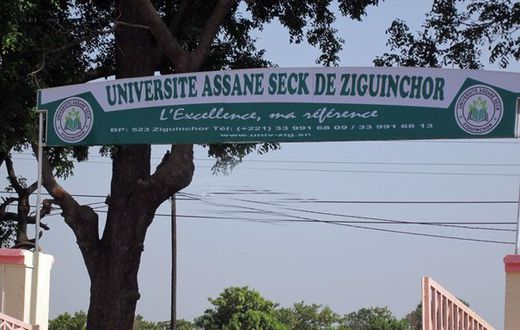 UNIVERSITE ASSANE SECK DE ZIGUINCHOR
L'Excellence, ma référence
BP: 523 Ziguinchor Tél: (+221) 33 991 68 09 / 33 991 68 13
www.univ-zig.sn